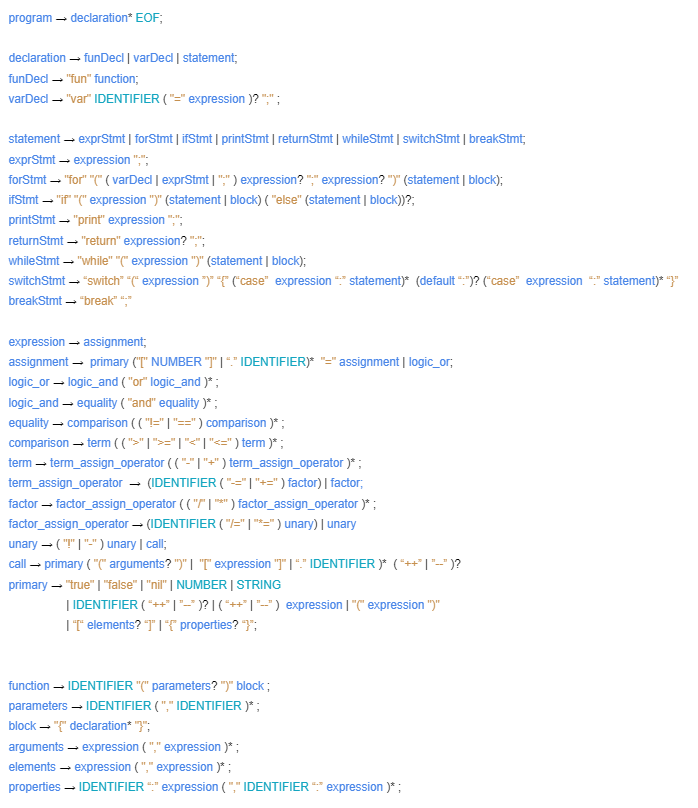 program → declaration* EOF;
declaration → funDecl | varDecl | statement;
funDecl → "fun" function;
varDecl → "var" IDENTIFIER ( "=" expression )? ";" ;
statement → exprStmt | forStmt | ifStmt | printStmt | returnStmt | whileStmt | switchStmt | breakStmt;
exprStmt → expression ";";
forStmt → "for" "(" ( varDecl | exprStmt | ";" ) expression? ";" expression? ")" (statement | block);
ifStmt → "if" "(" expression ")" (statement | block) ( "else" (statement | block))?;
printStmt → "print" expression ";";
returnStmt → "return" expression? ";";
whileStmt → "while" "(" expression ")" (statement | block);
switchStmt → “switch” “(“ expression ”)” “{” (“case”  expression “:” statement)*  (default “:”)? (“case”  expression  “:” statement)* “}”
breakStmt → “break” “;”
expression → assignment;
assignment →  primary ("[" NUMBER "]" | “.” IDENTIFIER)*  "=" assignment | logic_or;
logic_or → logic_and ( "or" logic_and )* ;
logic_and → equality ( "and" equality )* ;
equality → comparison ( ( "!=" | "==" ) comparison )* ;
comparison → term ( ( ">" | ">=" | "<" | "<=" ) term )* ;
term → term_assign_operator ( ( "-" | "+" ) term_assign_operator )* ;
term_assign_operator  →  (IDENTIFIER ( "-=" | "+=" ) factor) | factor;
factor → factor_assign_operator ( ( "/" | "*" ) factor_assign_operator )* ;
factor_assign_operator → (IDENTIFIER ( "/=" | "*=" ) unary) | unary
unary → ( "!" | "-" ) unary | call;
call → primary ( "(" arguments? ")" |  "[" expression "]" | “.” IDENTIFIER )*  ( “++” | ”--” )?
primary → "true" | "false" | "nil" | NUMBER | STRING
| IDENTIFIER ( “++” | ”--” )? | ( “++” | ”--” )  expression | "(" expression ")"
| “[“ elements? “]” | “{” properties? “}”;
function → IDENTIFIER "(" parameters? ")" block ;
parameters → IDENTIFIER ( "," IDENTIFIER )* ;
block → "{" declaration* "}";
arguments → expression ( "," expression )* ;
elements → expression ( "," expression )* ;
properties → IDENTIFIER “:” expression ( "," IDENTIFIER “:” expression )* ;